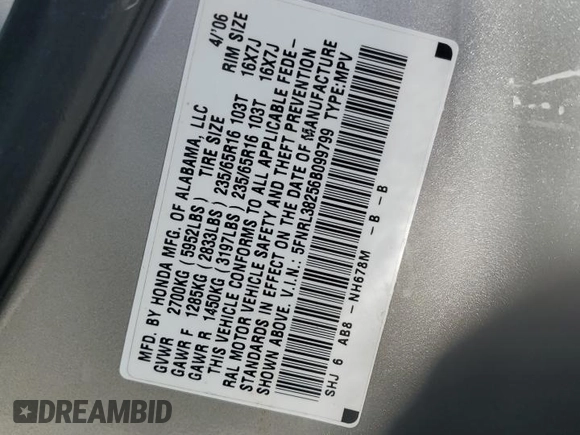 MFD. BY HONDA MFG. OF ALABAMA, LLC 4/'06
GVWR 2700KG (5952LBS) TIRE SIZE RIM SIZE
GAWR F 1285KG (2833LBS) 235/65R16 103T 16X7J
GAWR R 1450KG (3197LBS) 235/65R16 103T 16X7J
THIS VEHICLE CONFORMS TO ALL APPLICABLE FEDE-
RAL MOTOR VEHICLE SAFETY AND THEFT PREVENTION
STANDARDS IN EFFECT ON THE DATE OF MANUFACTURE
SHOWN ABOVE. V.I.N.: 5FNRL38256B099799 TYPE:MPV
SHJ 6 AB8 - NH678M - B - B
DREAMBID